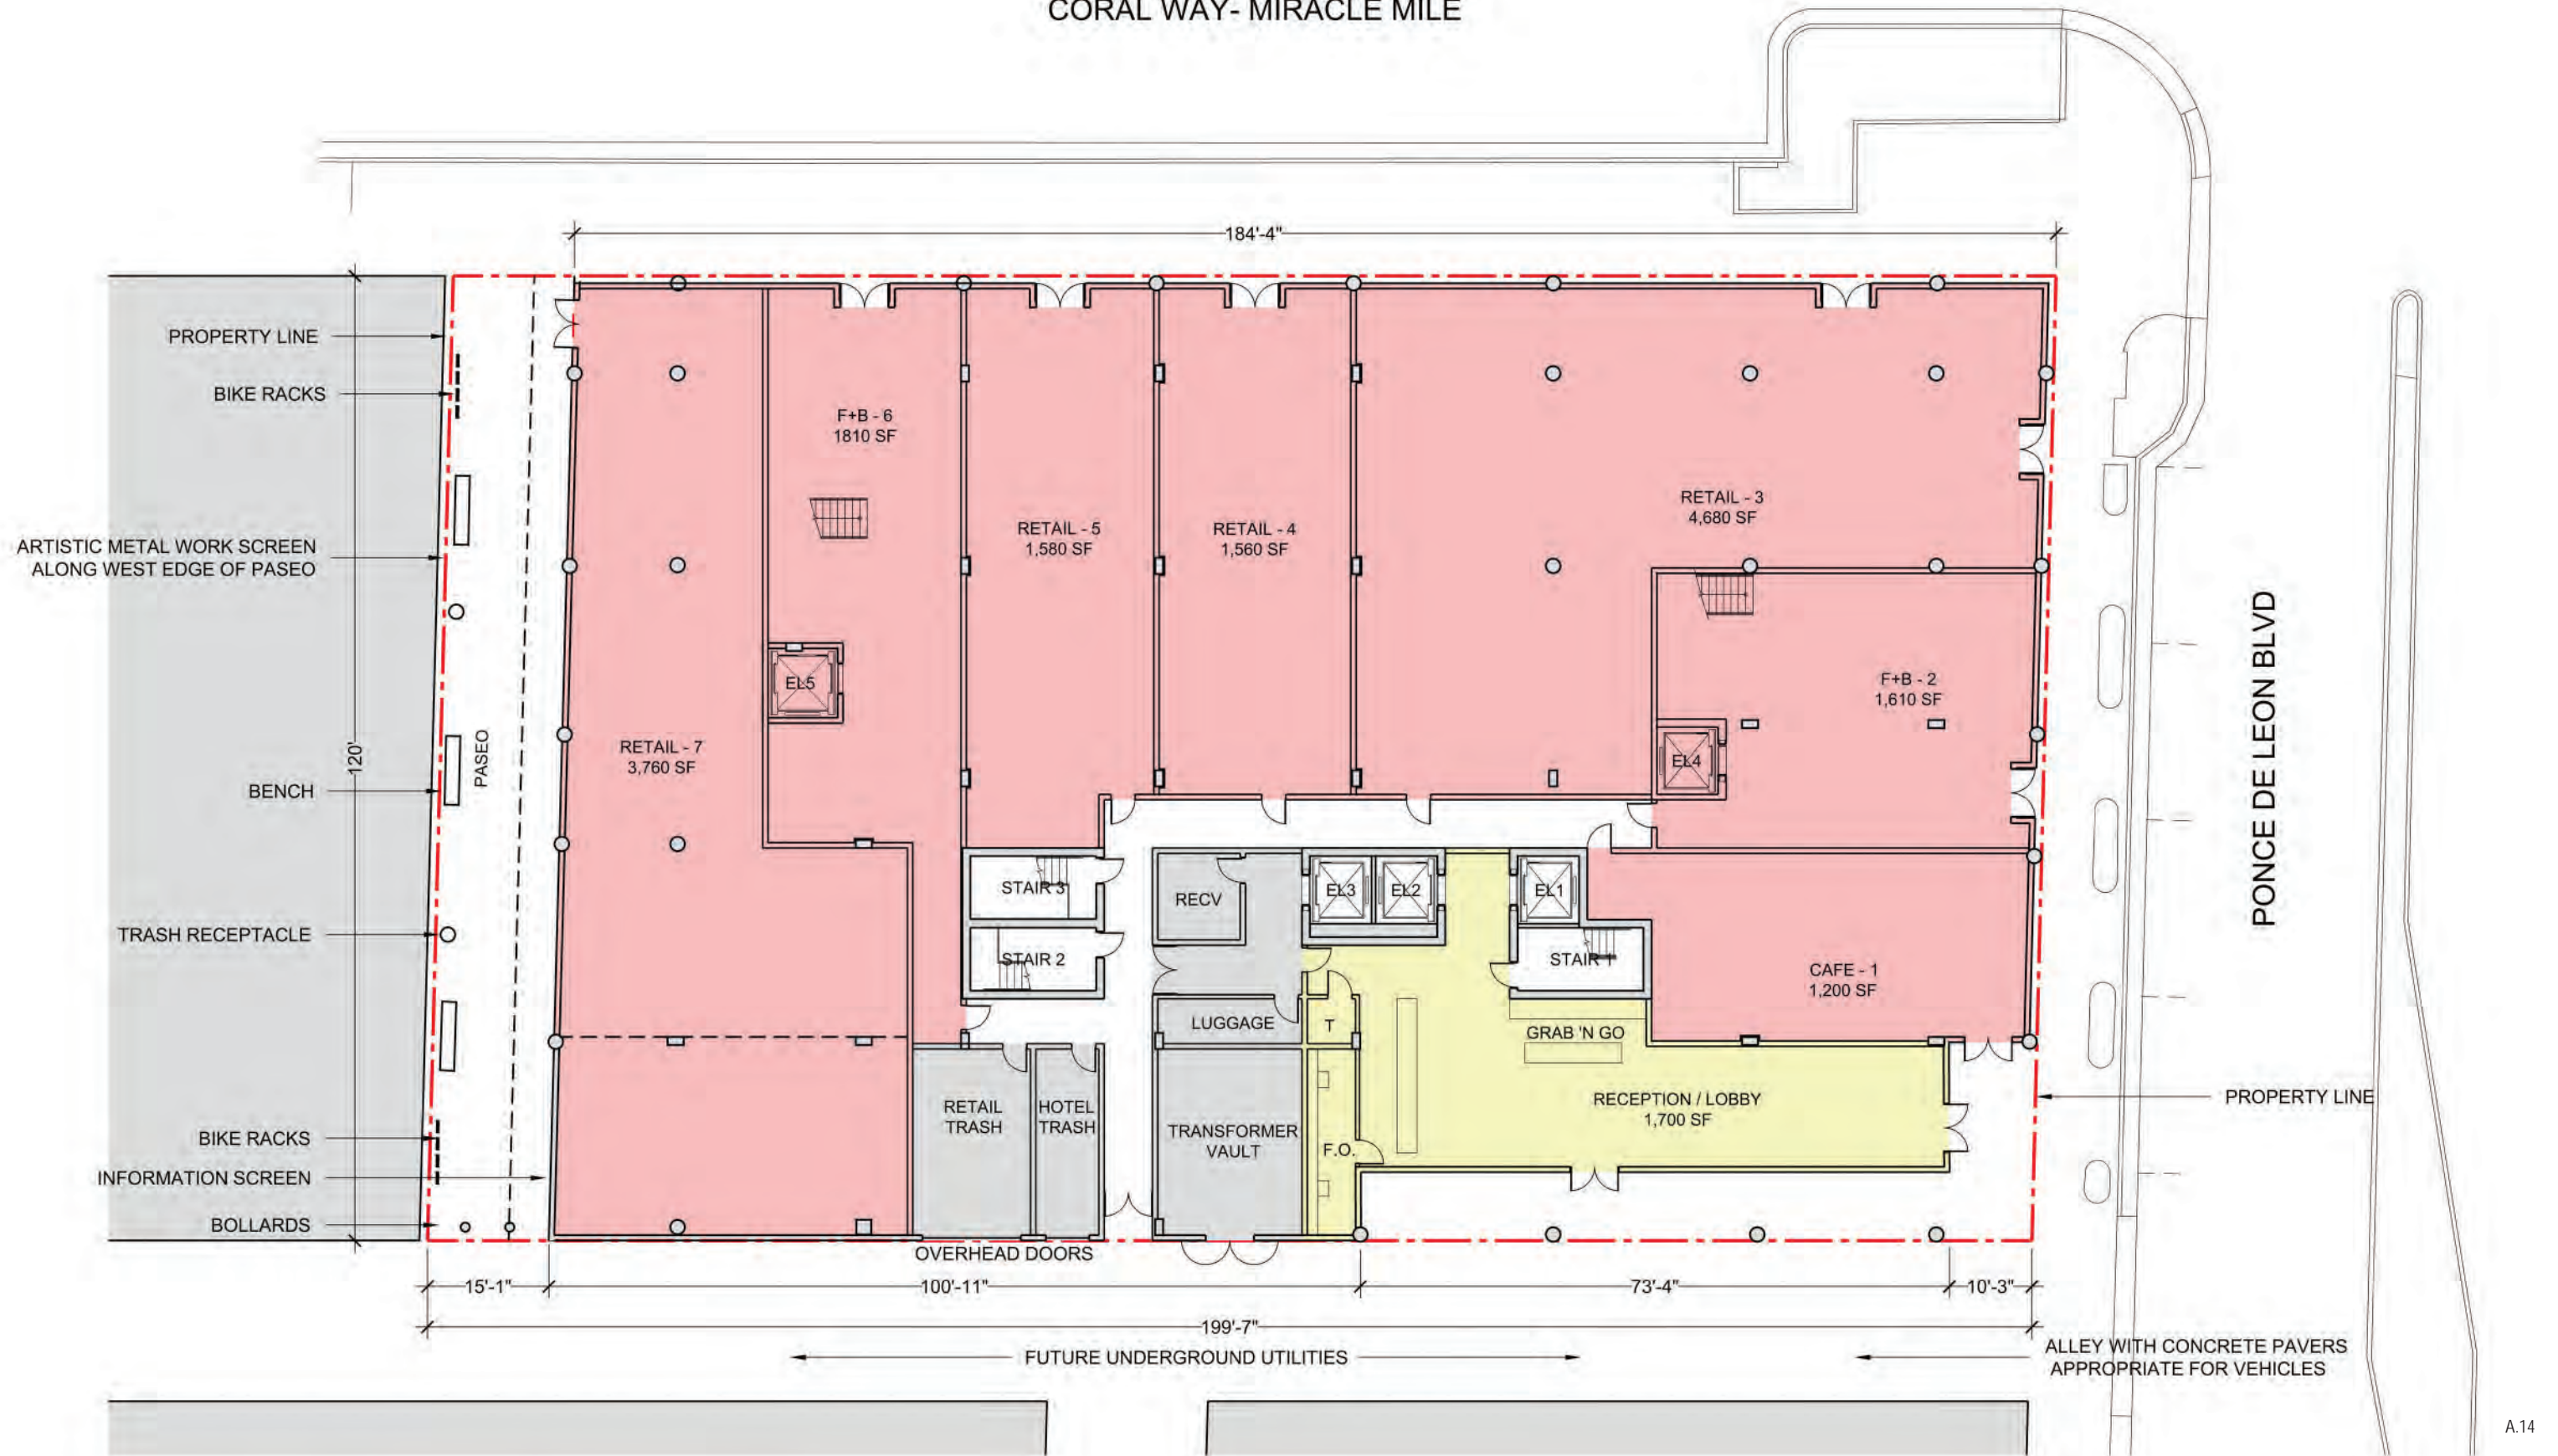 CORAL WAY- MIRACLE MILE
184'-4"
PROPERTY LINE
BIKE RACKS
ARTISTIC METAL WORK SCREEN
ALONG WEST EDGE OF PASEO
BENCH
TRASH RECEPTACLE
BIKE RACKS
INFORMATION SCREEN
BOLLARDS
120'
PASEO
F+B - 6
1810 SF
RETAIL - 5
1,580 SF
RETAIL - 4
1,560 SF
RETAIL - 3
4,680 SF
EL5
RETAIL - 7
3,760 SF
F+B - 2
1,610 SF
EL4
PONCE DE LEON BLVD
STAIR 3
RECV
EL3
EL2
EL1
STAIR 2
STAIR 1
CAFE - 1
1,200 SF
LUGGAGE
T
GRAB 'N GO
RETAIL
TRASH
HOTEL
TRASH
TRANSFORMER
VAULT
F.O.
RECEPTION / LOBBY
1,700 SF
PROPERTY LINE
OVERHEAD DOORS
15'-1"
100'-11"
73'-4"
10'-3"
199'-7"
FUTURE UNDERGROUND UTILITIES
ALLEY WITH CONCRETE PAVERS
APPROPRIATE FOR VEHICLES
A.14